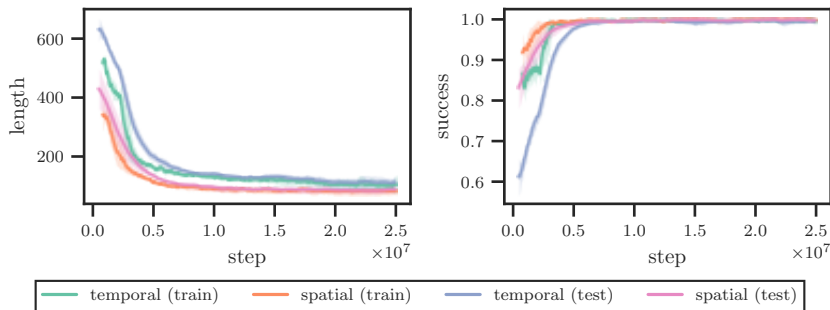 600
400
200
length
0.0 0.5 1.0 1.5 2.0 2.5
step
×10⁷
1.0
0.9
0.8
0.7
0.6
success
0.0 0.5 1.0 1.5 2.0 2.5
step
×10⁷
temporal (train) spatial (train) temporal (test) spatial (test)